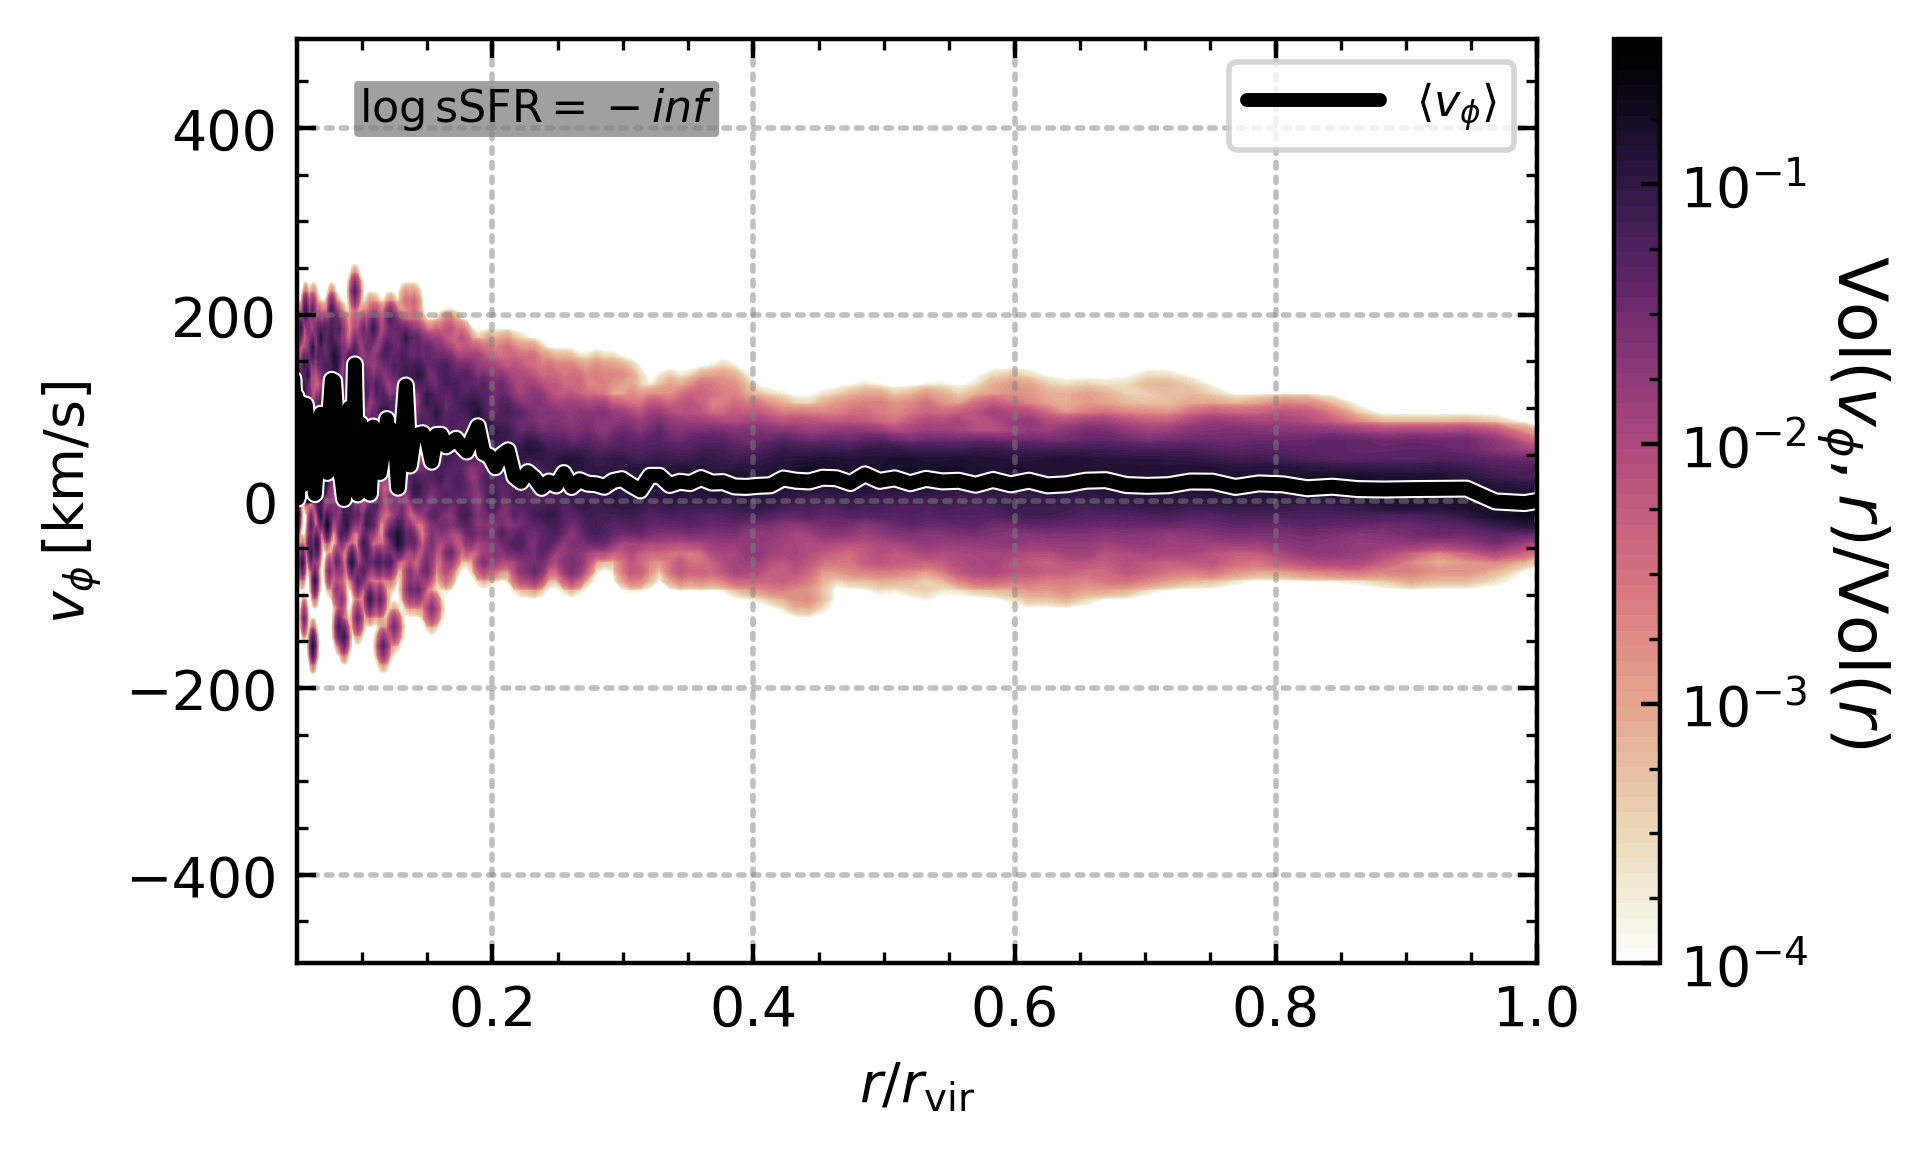 log sSFR = −inf
⟨v_ϕ⟩
400
200
0
−200
−400
v_ϕ [km/s]
0.2 0.4 0.6 0.8 1.0
r/r_vir
10⁻¹
10⁻²
10⁻³
10⁻⁴
Vol(v_ϕ, r)/Vol(r)